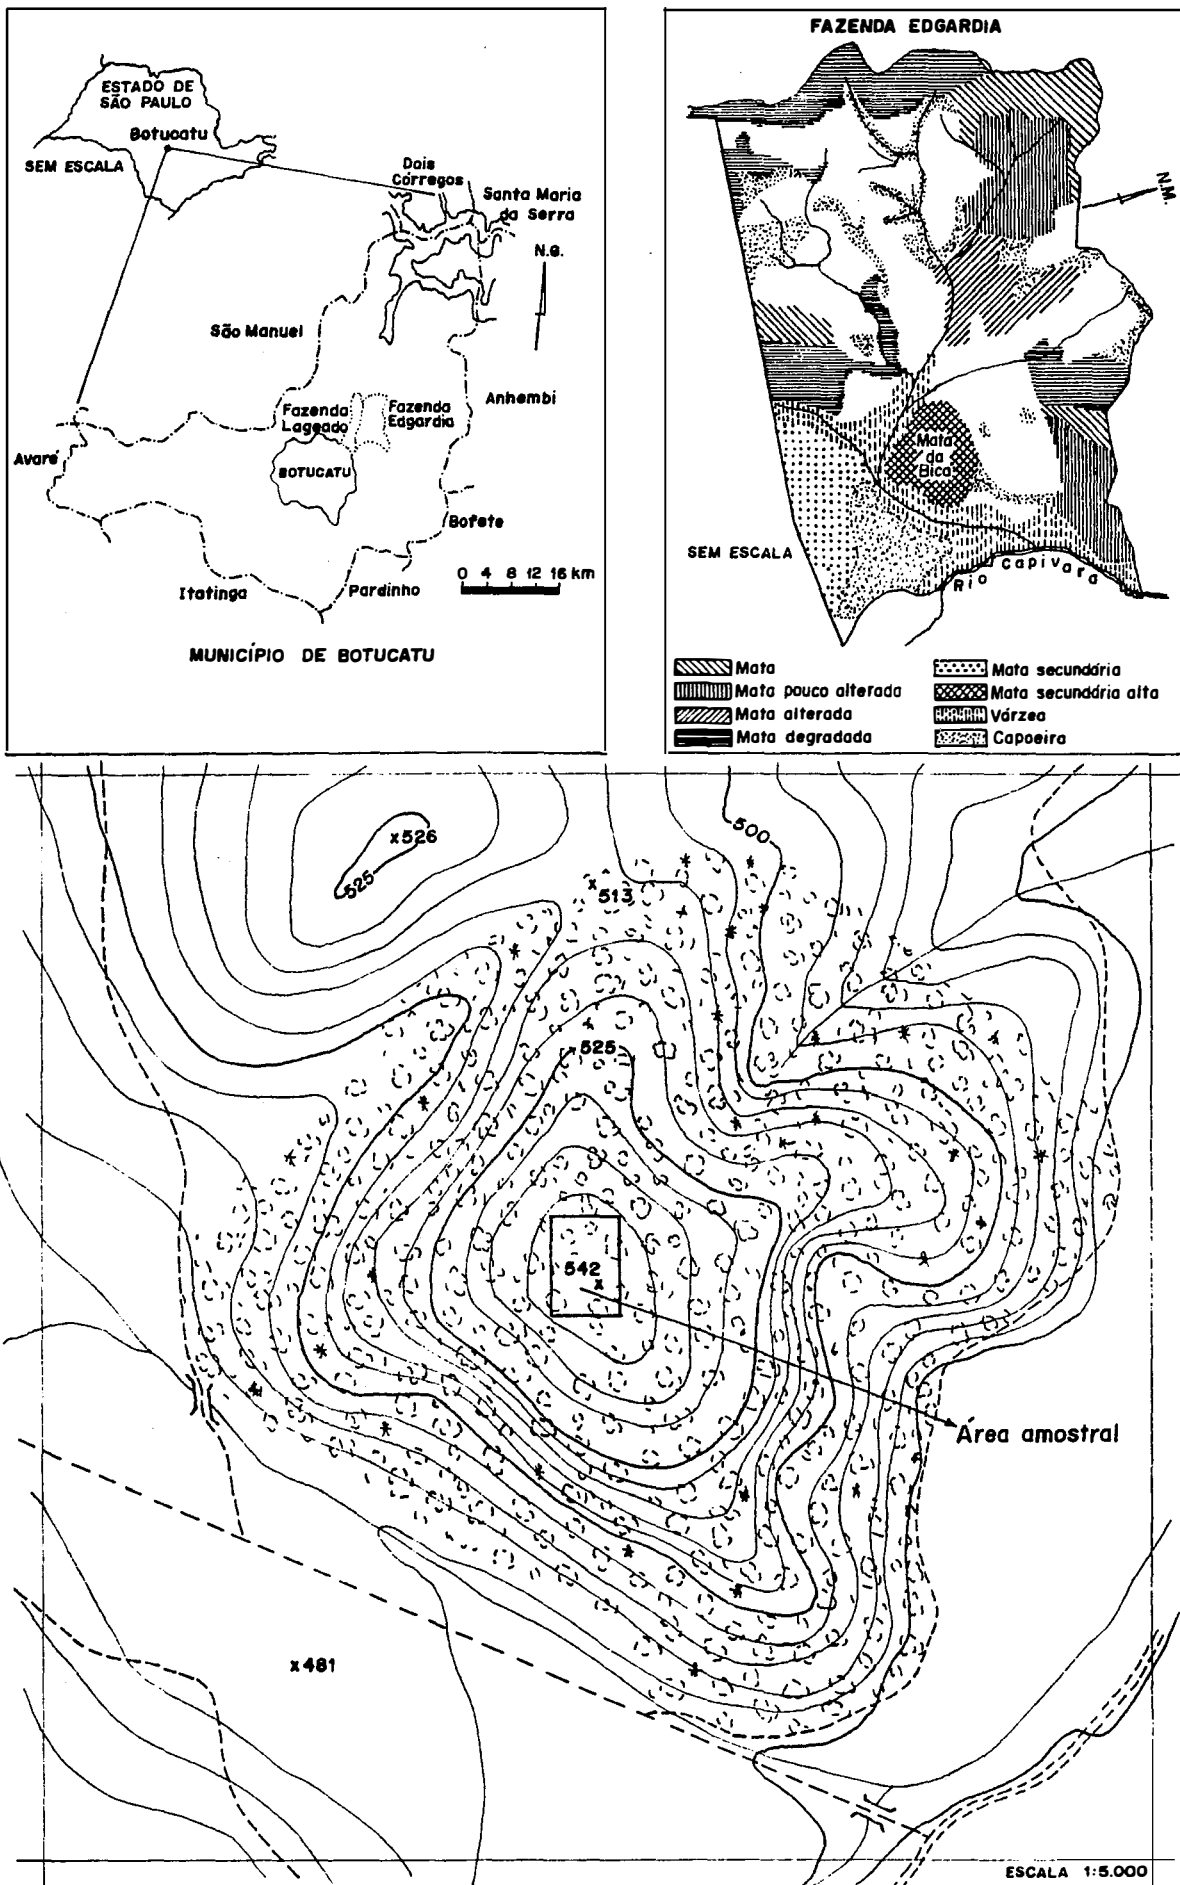 ESTADO DE
SÃO PAULO
Botucatu
SEM ESCALA
Dois
Córregos
Santa Maria
da Serra
N.G.
São Manuel
Anhembi
Fazenda
Lageado
Fazenda
Edgardia
Avaré
BOTUCATU
Bofete
Itatinga
Pardinho
0 4 8 12 16 km
MUNICÍPIO DE BOTUCATU
FAZENDA EDGARDIA
N.M.
Mata
da
Bica
SEM ESCALA
Rio Capivara
Mata
Mata pouco alterada
Mata alterada
Mata degradada
Mata secundária
Mata secundária alta
Várzea
Capoeira
x526
525
500
x
513
525
542
x
Área amostral
x481
ESCALA 1:5.000